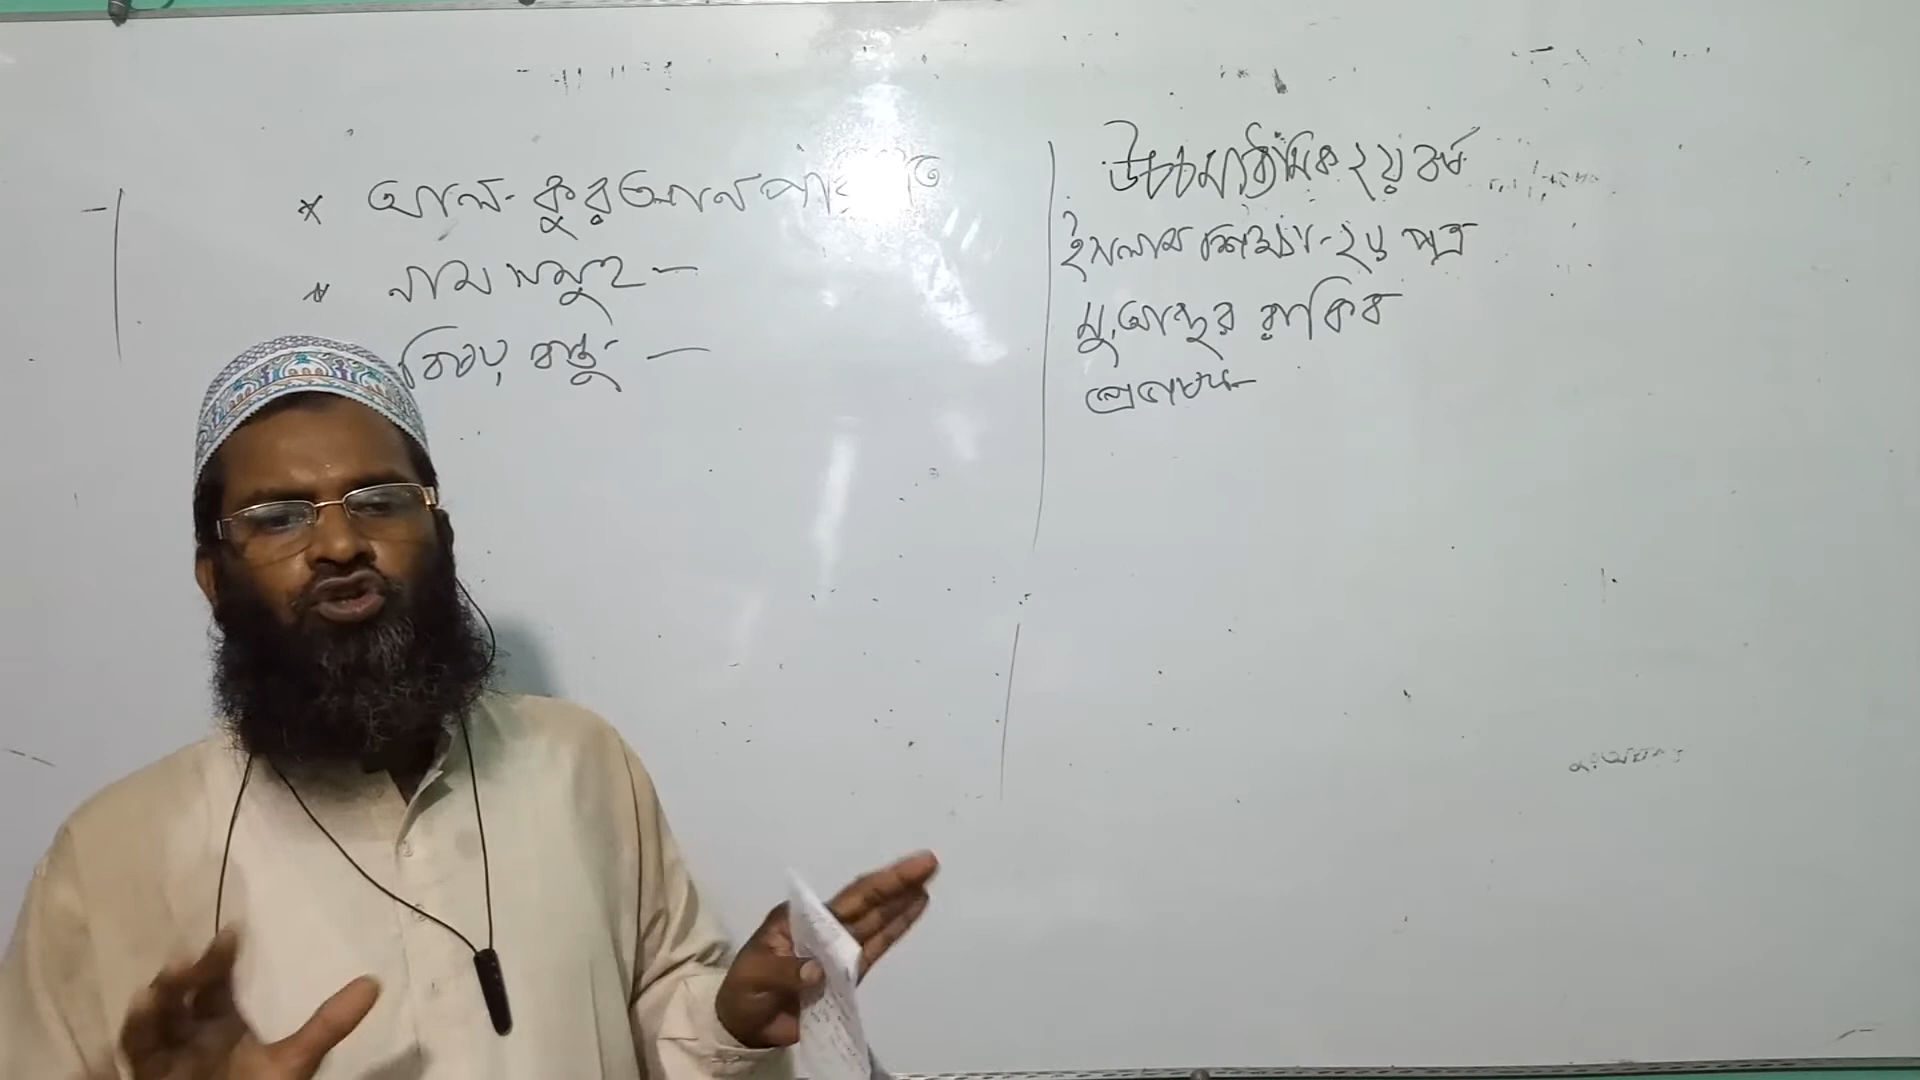 * আল-কুরআন পরিচিতি
* নাম সমূহ —
বিষয় বস্তু —
উচ্চমাধ্যমিক ২য় বর্ষ
ইসলাম শিক্ষা-২য় পত্র
মু. আব্দুর রাকিব
প্রভাষক